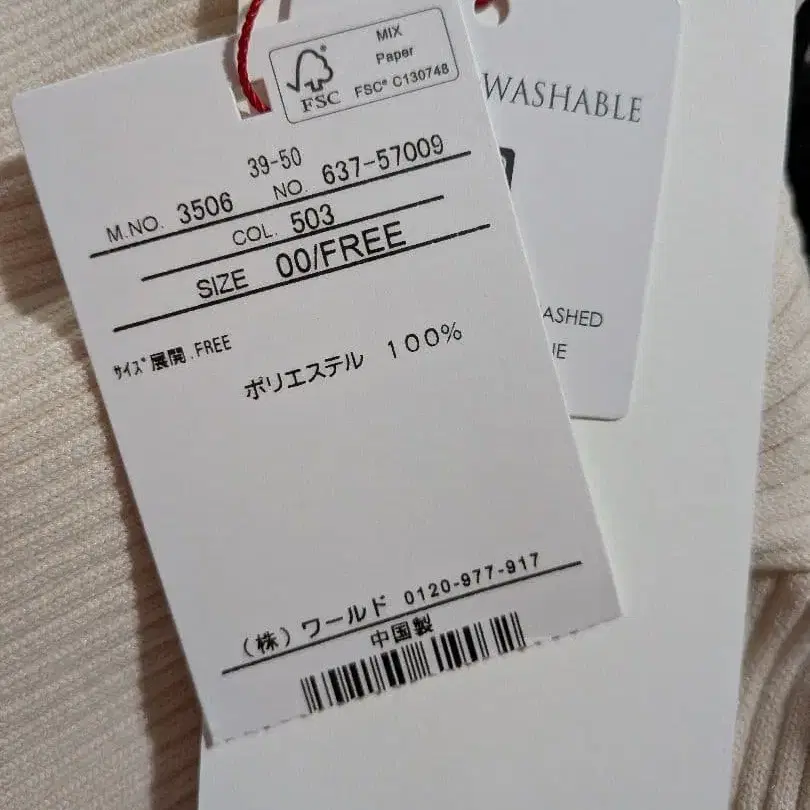 MIX
Paper
FSC
FSC® C130748
39-50
M.NO. 3506 NO. 637-57009
COL. 503
SIZE 00/FREE
ｻｲｽﾞ展開.FREE
ポリエステル 100%
(株)ワールド 0120-977-917
中国製
WASHABLE
ASHED